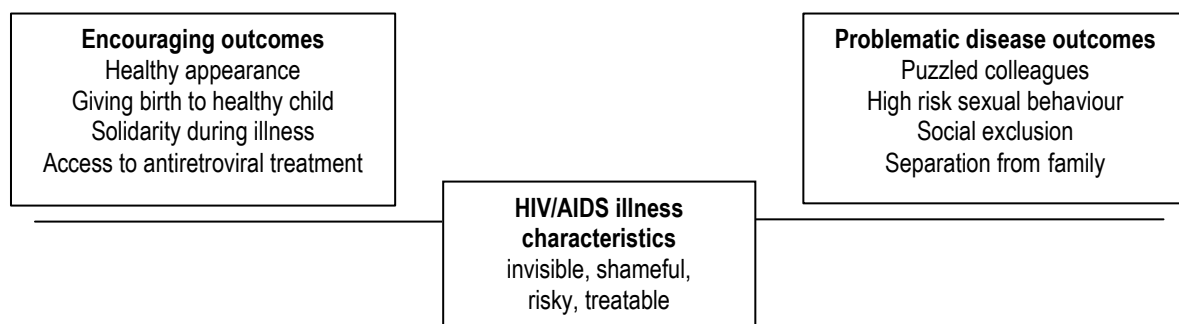 Encouraging outcomes
Healthy appearance
Giving birth to healthy child
Solidarity during illness
Access to antiretroviral treatment
Problematic disease outcomes
Puzzled colleagues
High risk sexual behaviour
Social exclusion
Separation from family
HIV/AIDS illness
characteristics
invisible, shameful,
risky, treatable